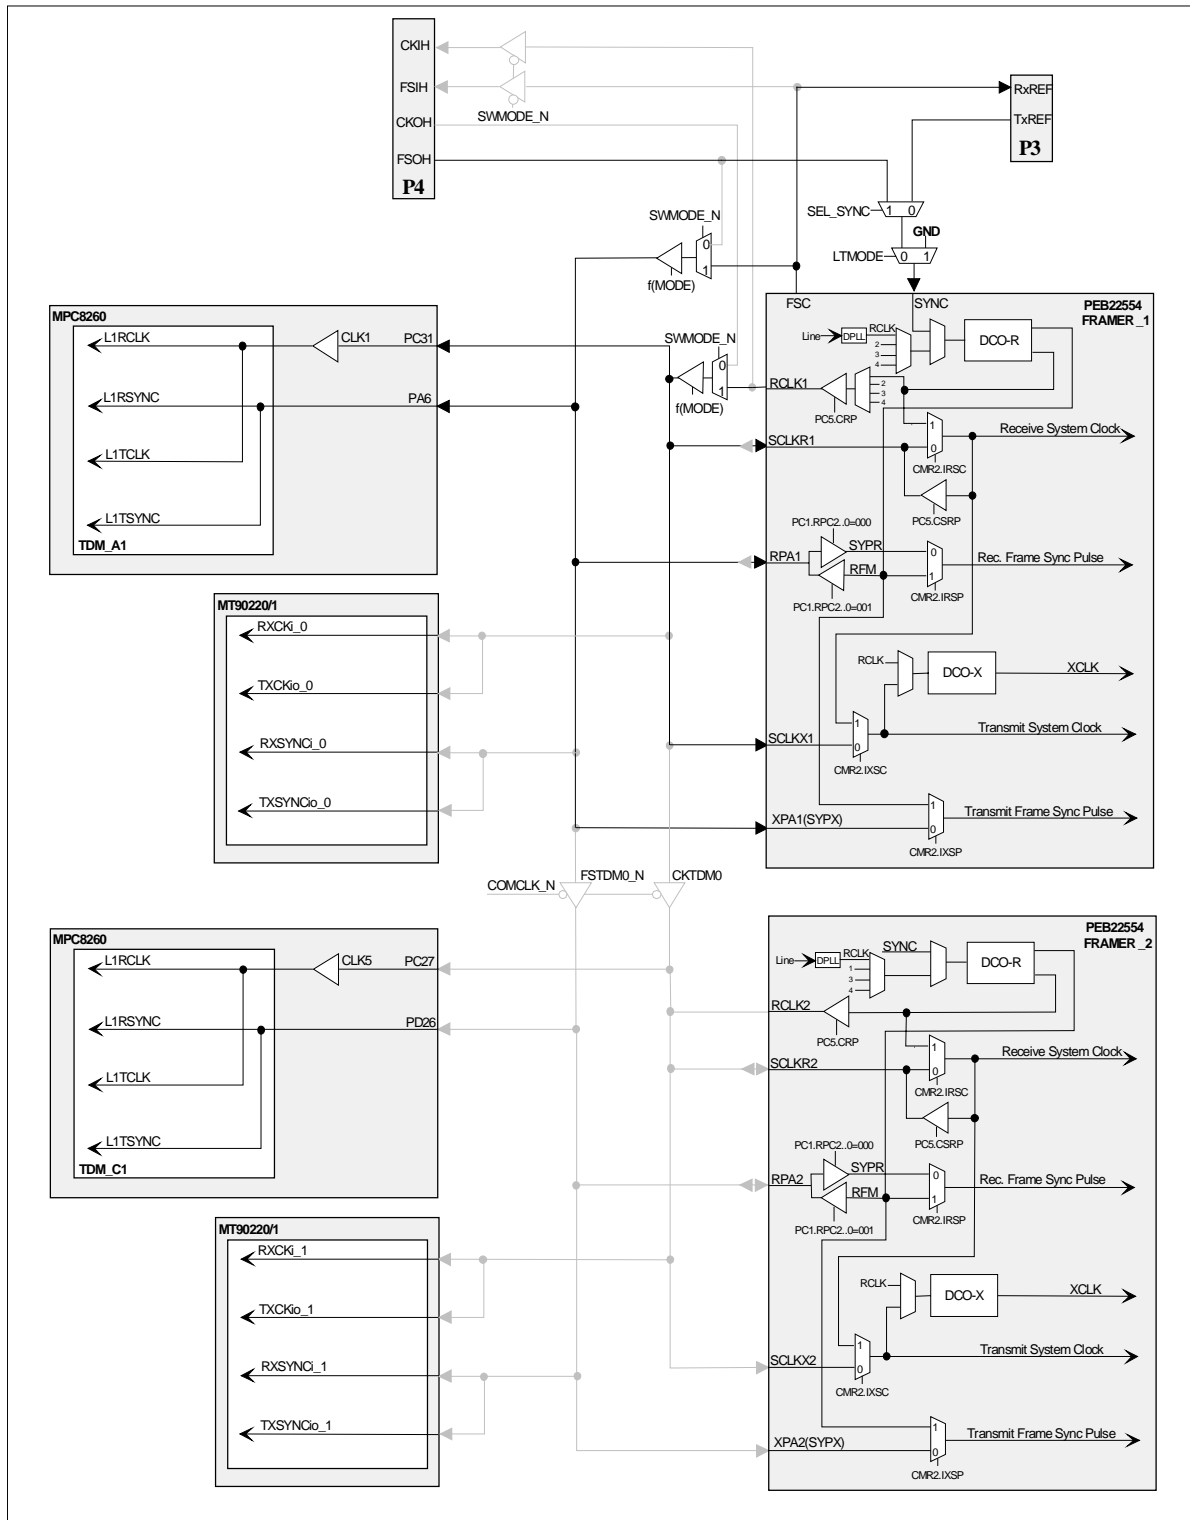 CKIH
FSIH
SWMODE_N
CKOH
FSOH
P4
RxREF
TxREF
P3
SEL_SYNC
1 0
GND
LTMODE
0 1
SWMODE_N
0
1
f(MODE)
FSC
SYNC
PEB22554
FRAMER _1
MPC8260
L1RCLK
CLK1
PC31
L1RSYNC
PA6
L1TCLK
L1TSYNC
TDM_A1
SWMODE_N
0
1
f(MODE)
Line
DPLL
RCLK
2
3
4
DCO-R
RCLK1
2
3
4
PC5.CRP
SCLKR1
1
0
CMR2.IRSC
Receive System Clock
PC5.CSRP
PC1.RPC2..0=000
RPA1
SYPR
RFM
0
1
CMR2.IRSP
Rec. Frame Sync Pulse
PC1.RPC2..0=001
MT90220/1
RXCKi_0
TXCKio_0
RXSYNCi_0
TXSYNCio_0
RCLK
DCO-X
XCLK
SCLKX1
1
0
CMR2.IXSC
Transmit System Clock
XPA1(SYPX)
1
0
CMR2.IXSP
Transmit Frame Sync Pulse
COMCLK_N
FSTDM0_N
CKTDM0
MPC8260
L1RCLK
CLK5
PC27
L1RSYNC
PD26
L1TCLK
L1TSYNC
TDM_C1
PEB22554
FRAMER _2
Line
DPLL
RCLK
1
3
4
SYNC
DCO-R
RCLK2
PC5.CRP
SCLKR2
1
0
CMR2.IRSC
Receive System Clock
PC5.CSRP
PC1.RPC2..0=000
RPA2
SYPR
RFM
0
1
CMR2.IRSP
Rec. Frame Sync Pulse
PC1.RPC2..0=001
MT90220/1
RXCKi_1
TXCKio_1
RXSYNCi_1
TXSYNCio_1
RCLK
DCO-X
XCLK
SCLKX2
1
0
CMR2.IXSC
Transmit System Clock
XPA2(SYPX)
1
0
CMR2.IXSP
Transmit Frame Sync Pulse